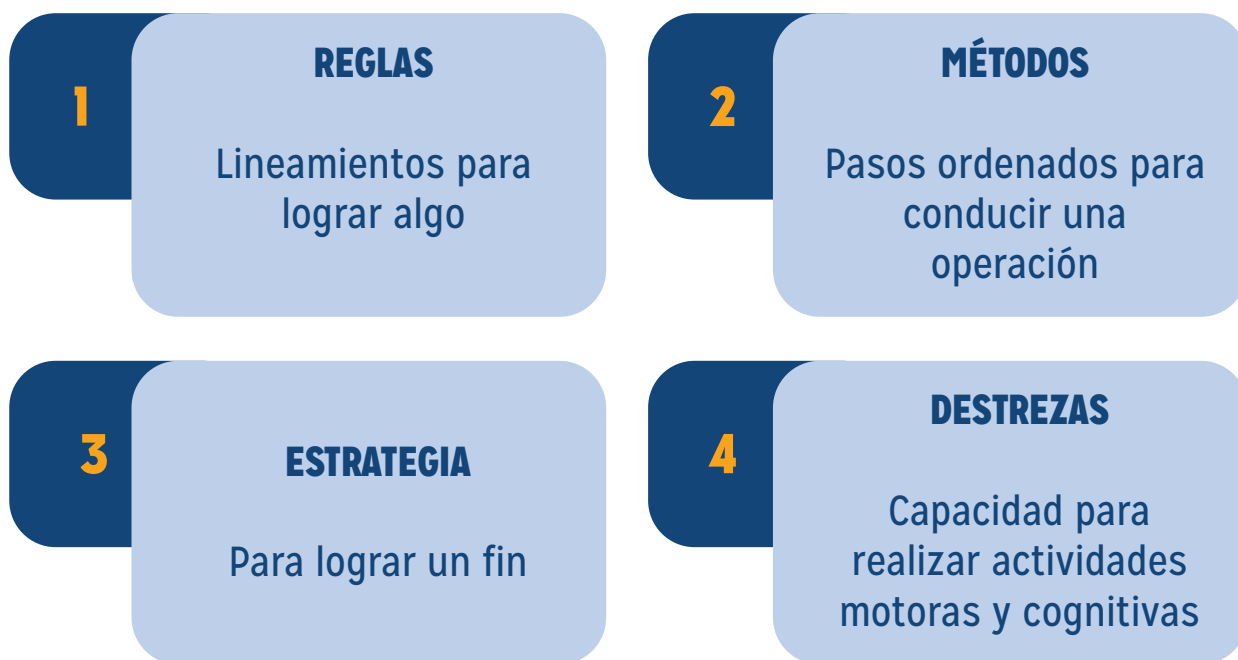 1
REGLAS
Lineamientos para
lograr algo
2
MÉTODOS
Pasos ordenados para
conducir una
operación
3
ESTRATEGIA
Para lograr un fin
4
DESTREZAS
Capacidad para
realizar actividades
motoras y cognitivas